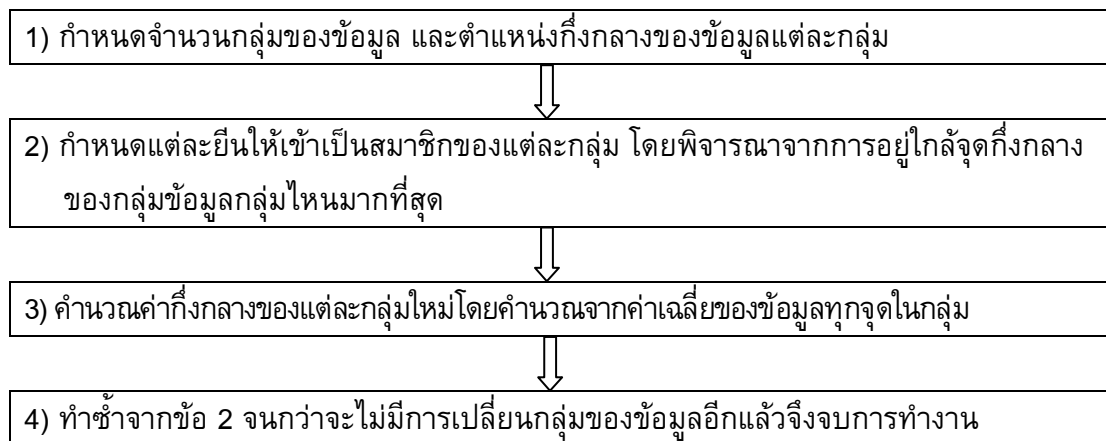 1) กำหนดจำนวนกลุ่มของข้อมูล และตำแหน่งกึ่งกลางของข้อมูลแต่ละกลุ่ม
2) กำหนดแต่ละยีนให้เข้าเป็นสมาชิกของแต่ละกลุ่ม โดยพิจารณาจากการอยู่ใกล้จุดกึ่งกลาง
ของกลุ่มข้อมูลกลุ่มไหนมากที่สุด
3) คำนวณค่ากึ่งกลางของแต่ละกลุ่มใหม่โดยคำนวณจากค่าเฉลี่ยของข้อมูลทุกจุดในกลุ่ม
4) ทำซ้ำจากข้อ 2 จนกว่าจะไม่มีการเปลี่ยนกลุ่มของข้อมูลอีกแล้วจึงจบการทำงาน